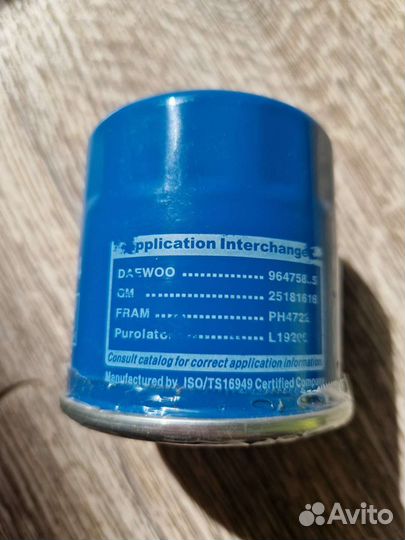 Application Interchange
DAEWOO
GM 25181616
FRAM
Purolator
Consult catalog for correct application information.
Manufactured by ISO/TS16949 Certified Company
Avito